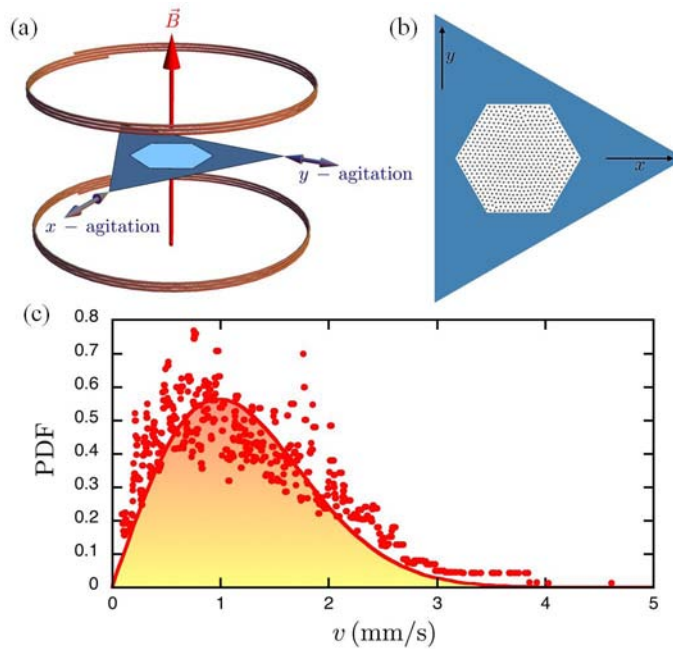 (a)
B
y − agitation
x − agitation
(b)
y
x
(c)
PDF
0.8
0.7
0.6
0.5
0.4
0.3
0.2
0.1
0
0 1 2 3 4 5
v (mm/s)